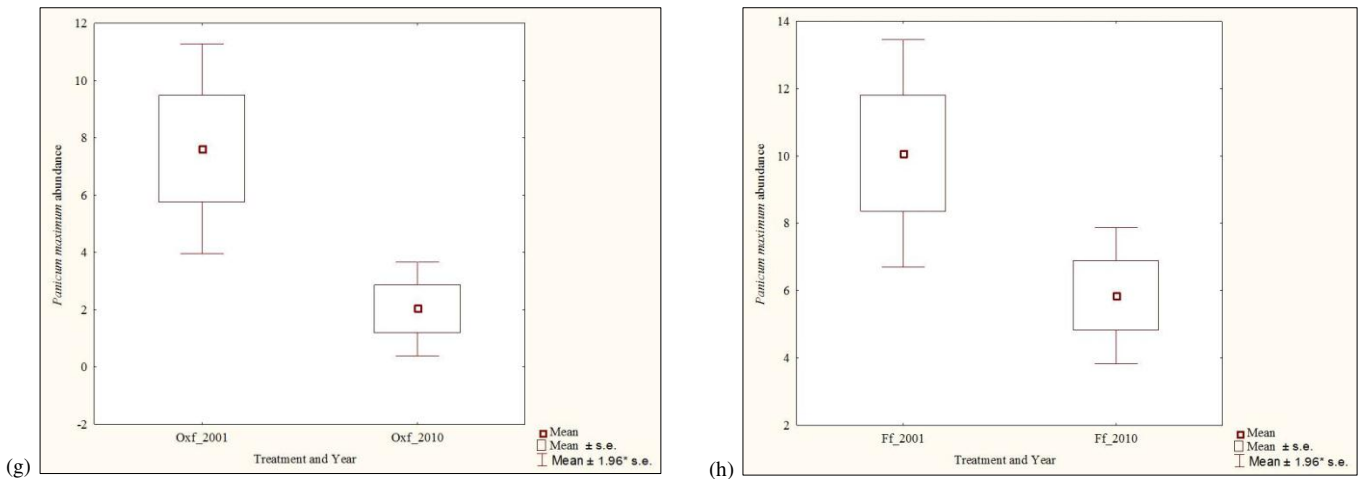 12
10
8
6
4
2
0
-2
Panicum maximum abundance
Oxf_2001 Oxf_2010
Treatment and Year
Mean
Mean ± s.e.
Mean ± 1.96* s.e.
(g)
14
12
10
8
6
4
2
Panicum maximum abundance
Ff_2001 Ff_2010
Treatment and Year
Mean
Mean ± s.e.
Mean ± 1.96* s.e.
(h)